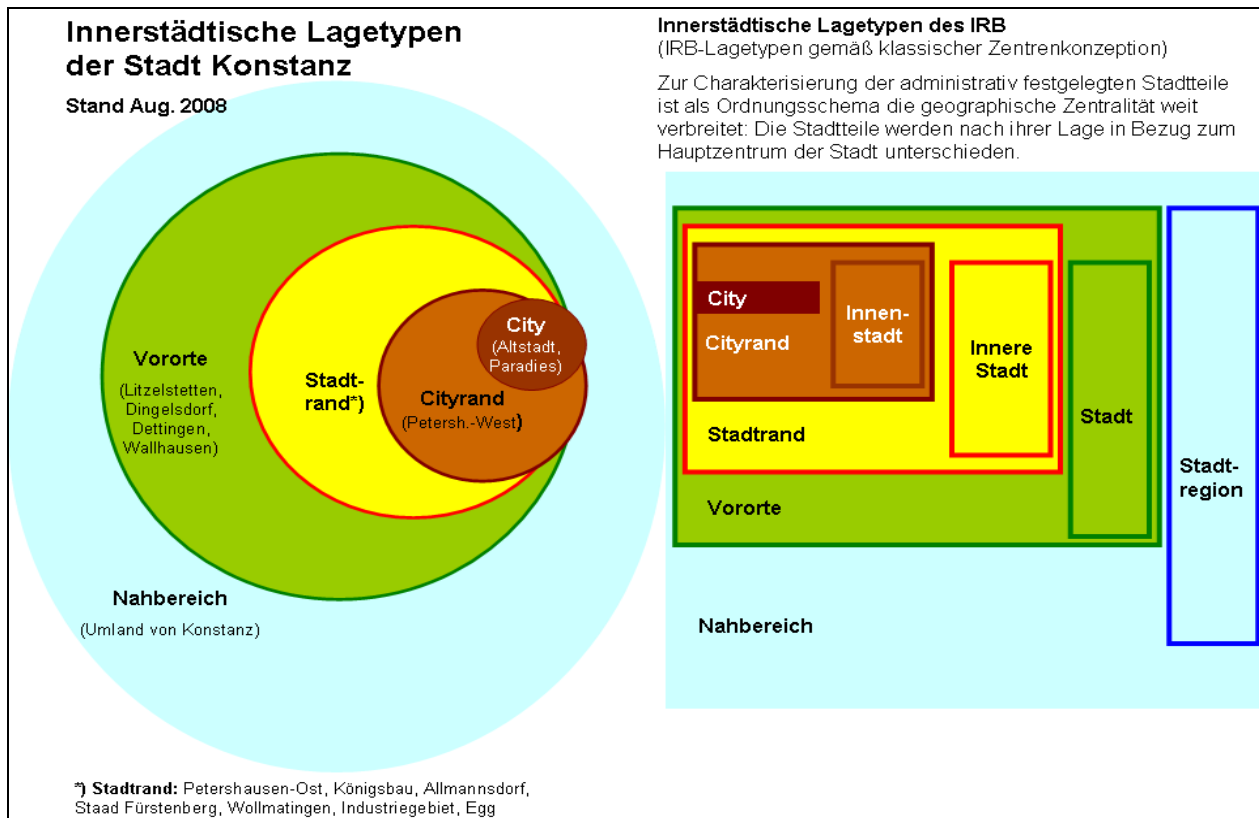 Innerstädtische Lagetypen
der Stadt Konstanz
Stand Aug. 2008
City
(Altstadt,
Paradies)
Vororte
(Litzelstetten,
Dingelsdorf,
Dettingen,
Wallhausen)
Stadt-
rand*)
Cityrand
(Petersh.-West)
Nahbereich
(Umland von Konstanz)
*) Stadtrand: Petershausen-Ost, Königsbau, Allmannsdorf,
Staad Fürstenberg, Wollmatingen, Industriegebiet, Egg
Innerstädtische Lagetypen des IRB
(IRB-Lagetypen gemäß klassischer Zentrenkonzeption)
Zur Charakterisierung der administrativ festgelegten Stadtteile
ist als Ordnungsschema die geographische Zentralität weit
verbreitet: Die Stadtteile werden nach ihrer Lage in Bezug zum
Hauptzentrum der Stadt unterschieden.
City
Cityrand
Innen-
stadt
Innere
Stadt
Stadtrand
Stadt
Vororte
Stadt-
region
Nahbereich